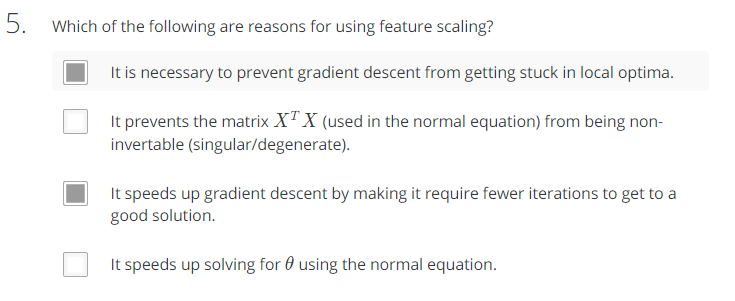 5. Which of the following are reasons for using feature scaling?
It is necessary to prevent gradient descent from getting stuck in local optima.
It prevents the matrix XᵀX (used in the normal equation) from being non-
invertable (singular/degenerate).
It speeds up gradient descent by making it require fewer iterations to get to a
good solution.
It speeds up solving for θ using the normal equation.